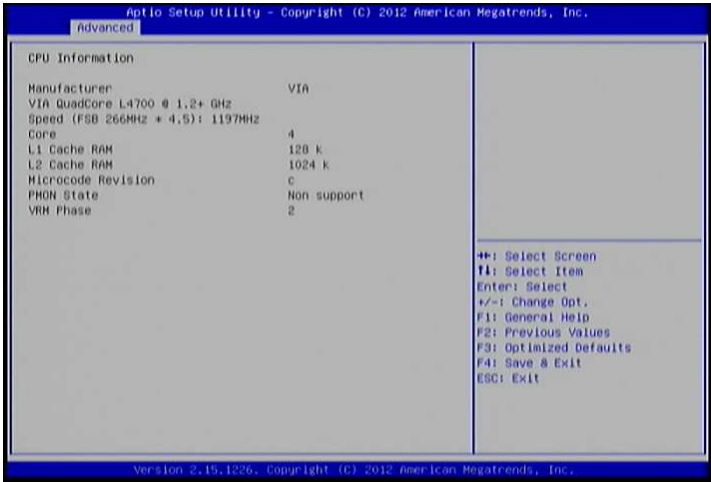 Aptio Setup Utility - Copyright (C) 2012 American Megatrends, Inc.
Advanced
CPU Information
Manufacturer VIA
VIA QuadCore L4700 @ 1.2+ GHz
Speed (FSB 266MHz * 4.5): 1197MHz
Core 4
L1 Cache RAM 128 k
L2 Cache RAM 1024 k
Microcode Revision c
PMON State Non support
VRM Phase 2
→←: Select Screen
↑↓: Select Item
Enter: Select
+/-: Change Opt.
F1: General Help
F2: Previous Values
F3: Optimized Defaults
F4: Save & Exit
ESC: Exit
Version 2.15.1226. Copyright (C) 2012 American Megatrends, Inc.